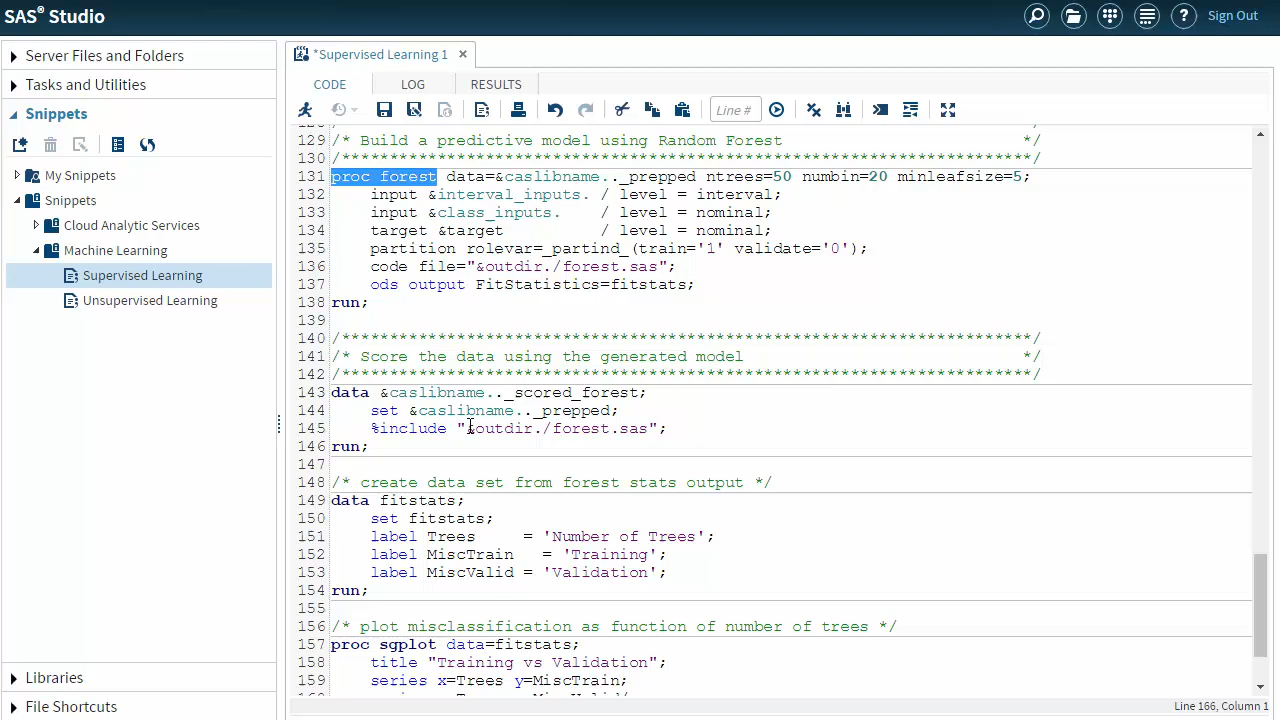 SAS® Studio
Sign Out
Server Files and Folders
Tasks and Utilities
Snippets
My Snippets
Snippets
Cloud Analytic Services
Machine Learning
Supervised Learning
Unsupervised Learning
Libraries
File Shortcuts
*Supervised Learning 1
CODE LOG RESULTS
Line #
129 /* Build a predictive model using Random Forest */
130 /**************************************************************************/
131 proc forest data=&caslibname.._prepped ntrees=50 numbin=20 minleafsize=5;
132 input &interval_inputs. / level = interval;
133 input &class_inputs. / level = nominal;
134 target &target / level = nominal;
135 partition rolevar=_partind_(train='1' validate='0');
136 code file="&outdir./forest.sas";
137 ods output FitStatistics=fitstats;
138 run;
139
140 /**************************************************************************/
141 /* Score the data using the generated model */
142 /**************************************************************************/
143 data &caslibname.._scored_forest;
144 set &caslibname.._prepped;
145 %include "&outdir./forest.sas";
146 run;
147
148 /* create data set from forest stats output */
149 data fitstats;
150 set fitstats;
151 label Trees = 'Number of Trees';
152 label MiscTrain = 'Training';
153 label MiscValid = 'Validation';
154 run;
155
156 /* plot misclassification as function of number of trees */
157 proc sgplot data=fitstats;
158 title "Training vs Validation";
159 series x=Trees y=MiscTrain;
Line 166, Column 1